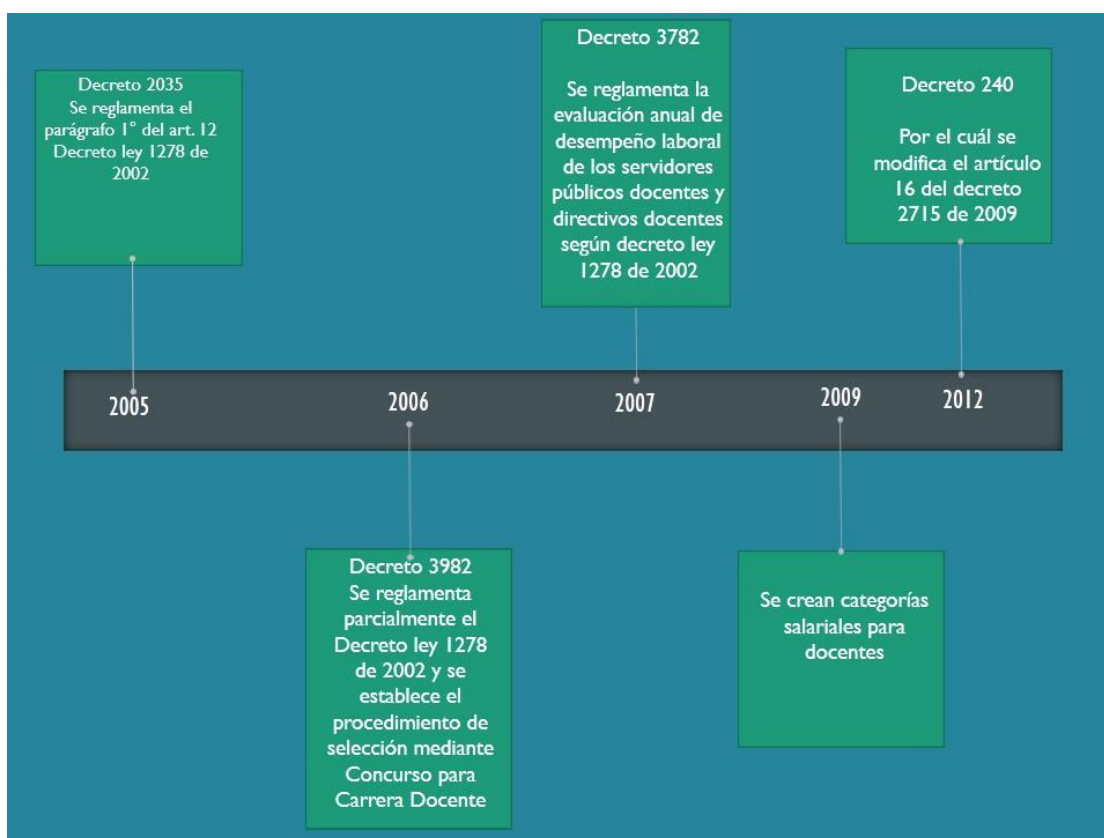 Decreto 2035
Se reglamenta el
parágrafo 1° del art. 12
Decreto ley 1278 de
2002
Decreto 3782
Se reglamenta la
evaluación anual de
desempeño laboral
de los servidores
públicos docentes y
directivos docentes
según decreto ley
1278 de 2002
Decreto 240
Por el cuál se
modifica el artículo
16 del decreto
2715 de 2009
2005
2006
2007
2009
2012
Decreto 3982
Se reglamenta
parcialmente el
Decreto ley 1278
de 2002 y se
establece el
procedimiento de
selección mediante
Concurso para
Carrera Docente
Se crean categorías
salariales para
docentes